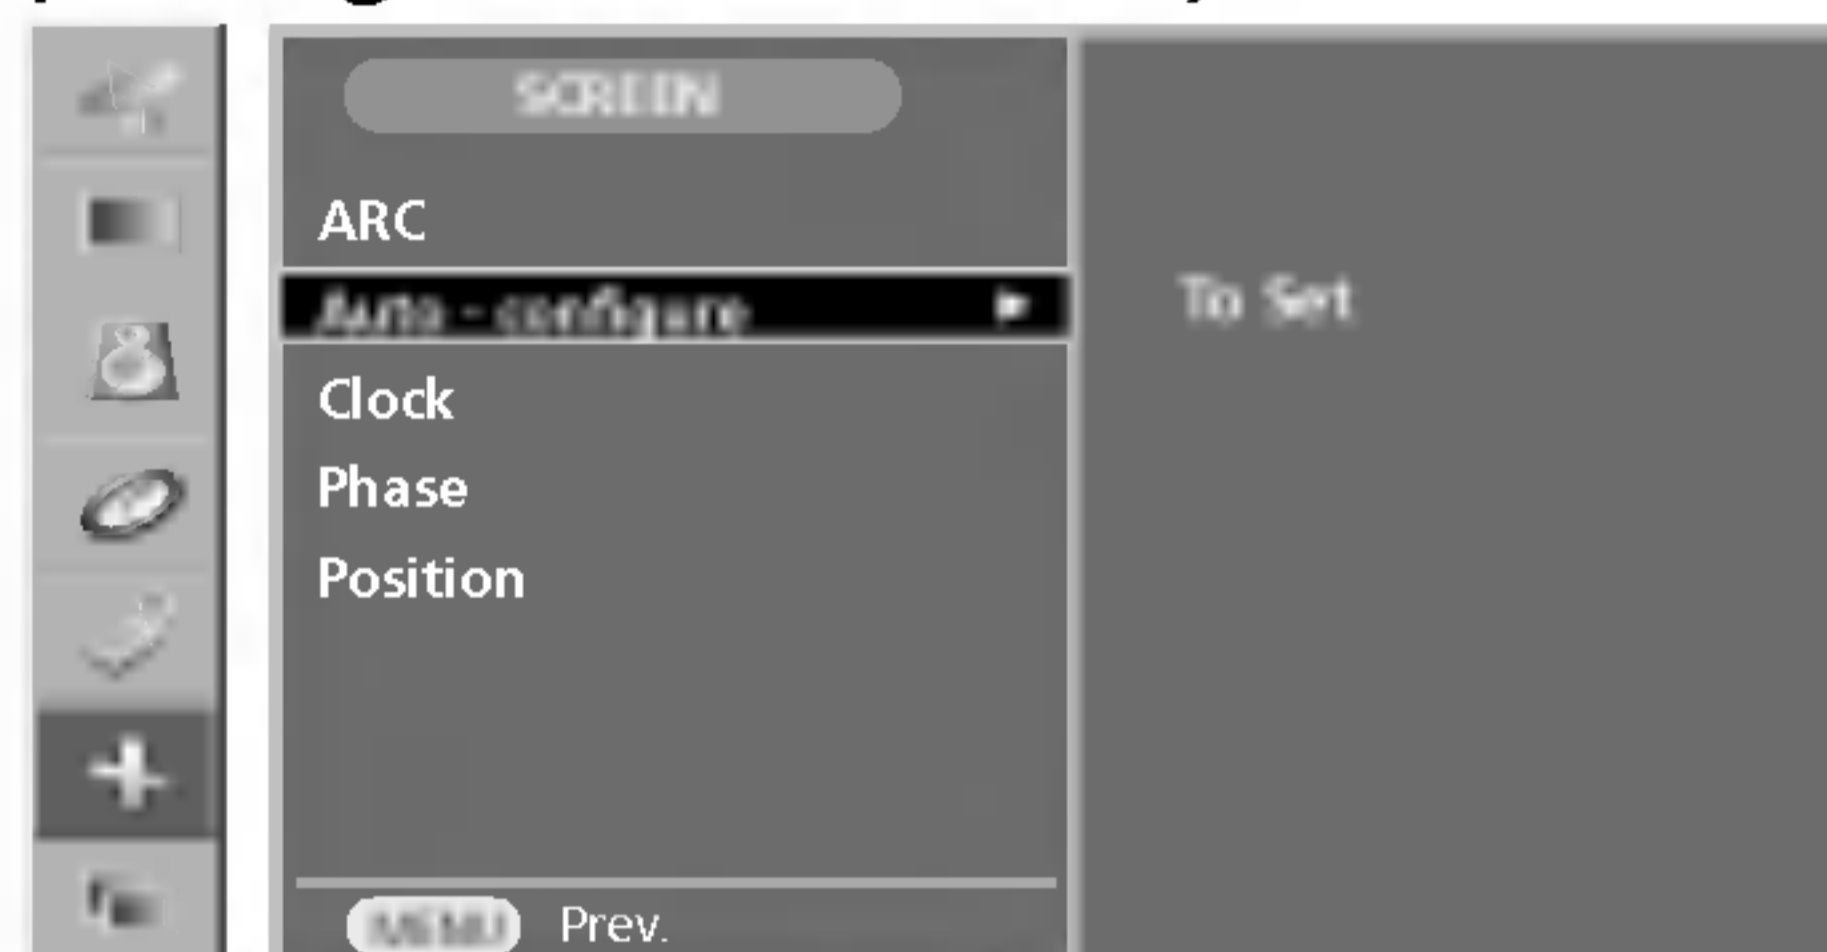 SCREEN
ARC
Auto - configure To Set
Clock
Phase
Position
MENU Prev.